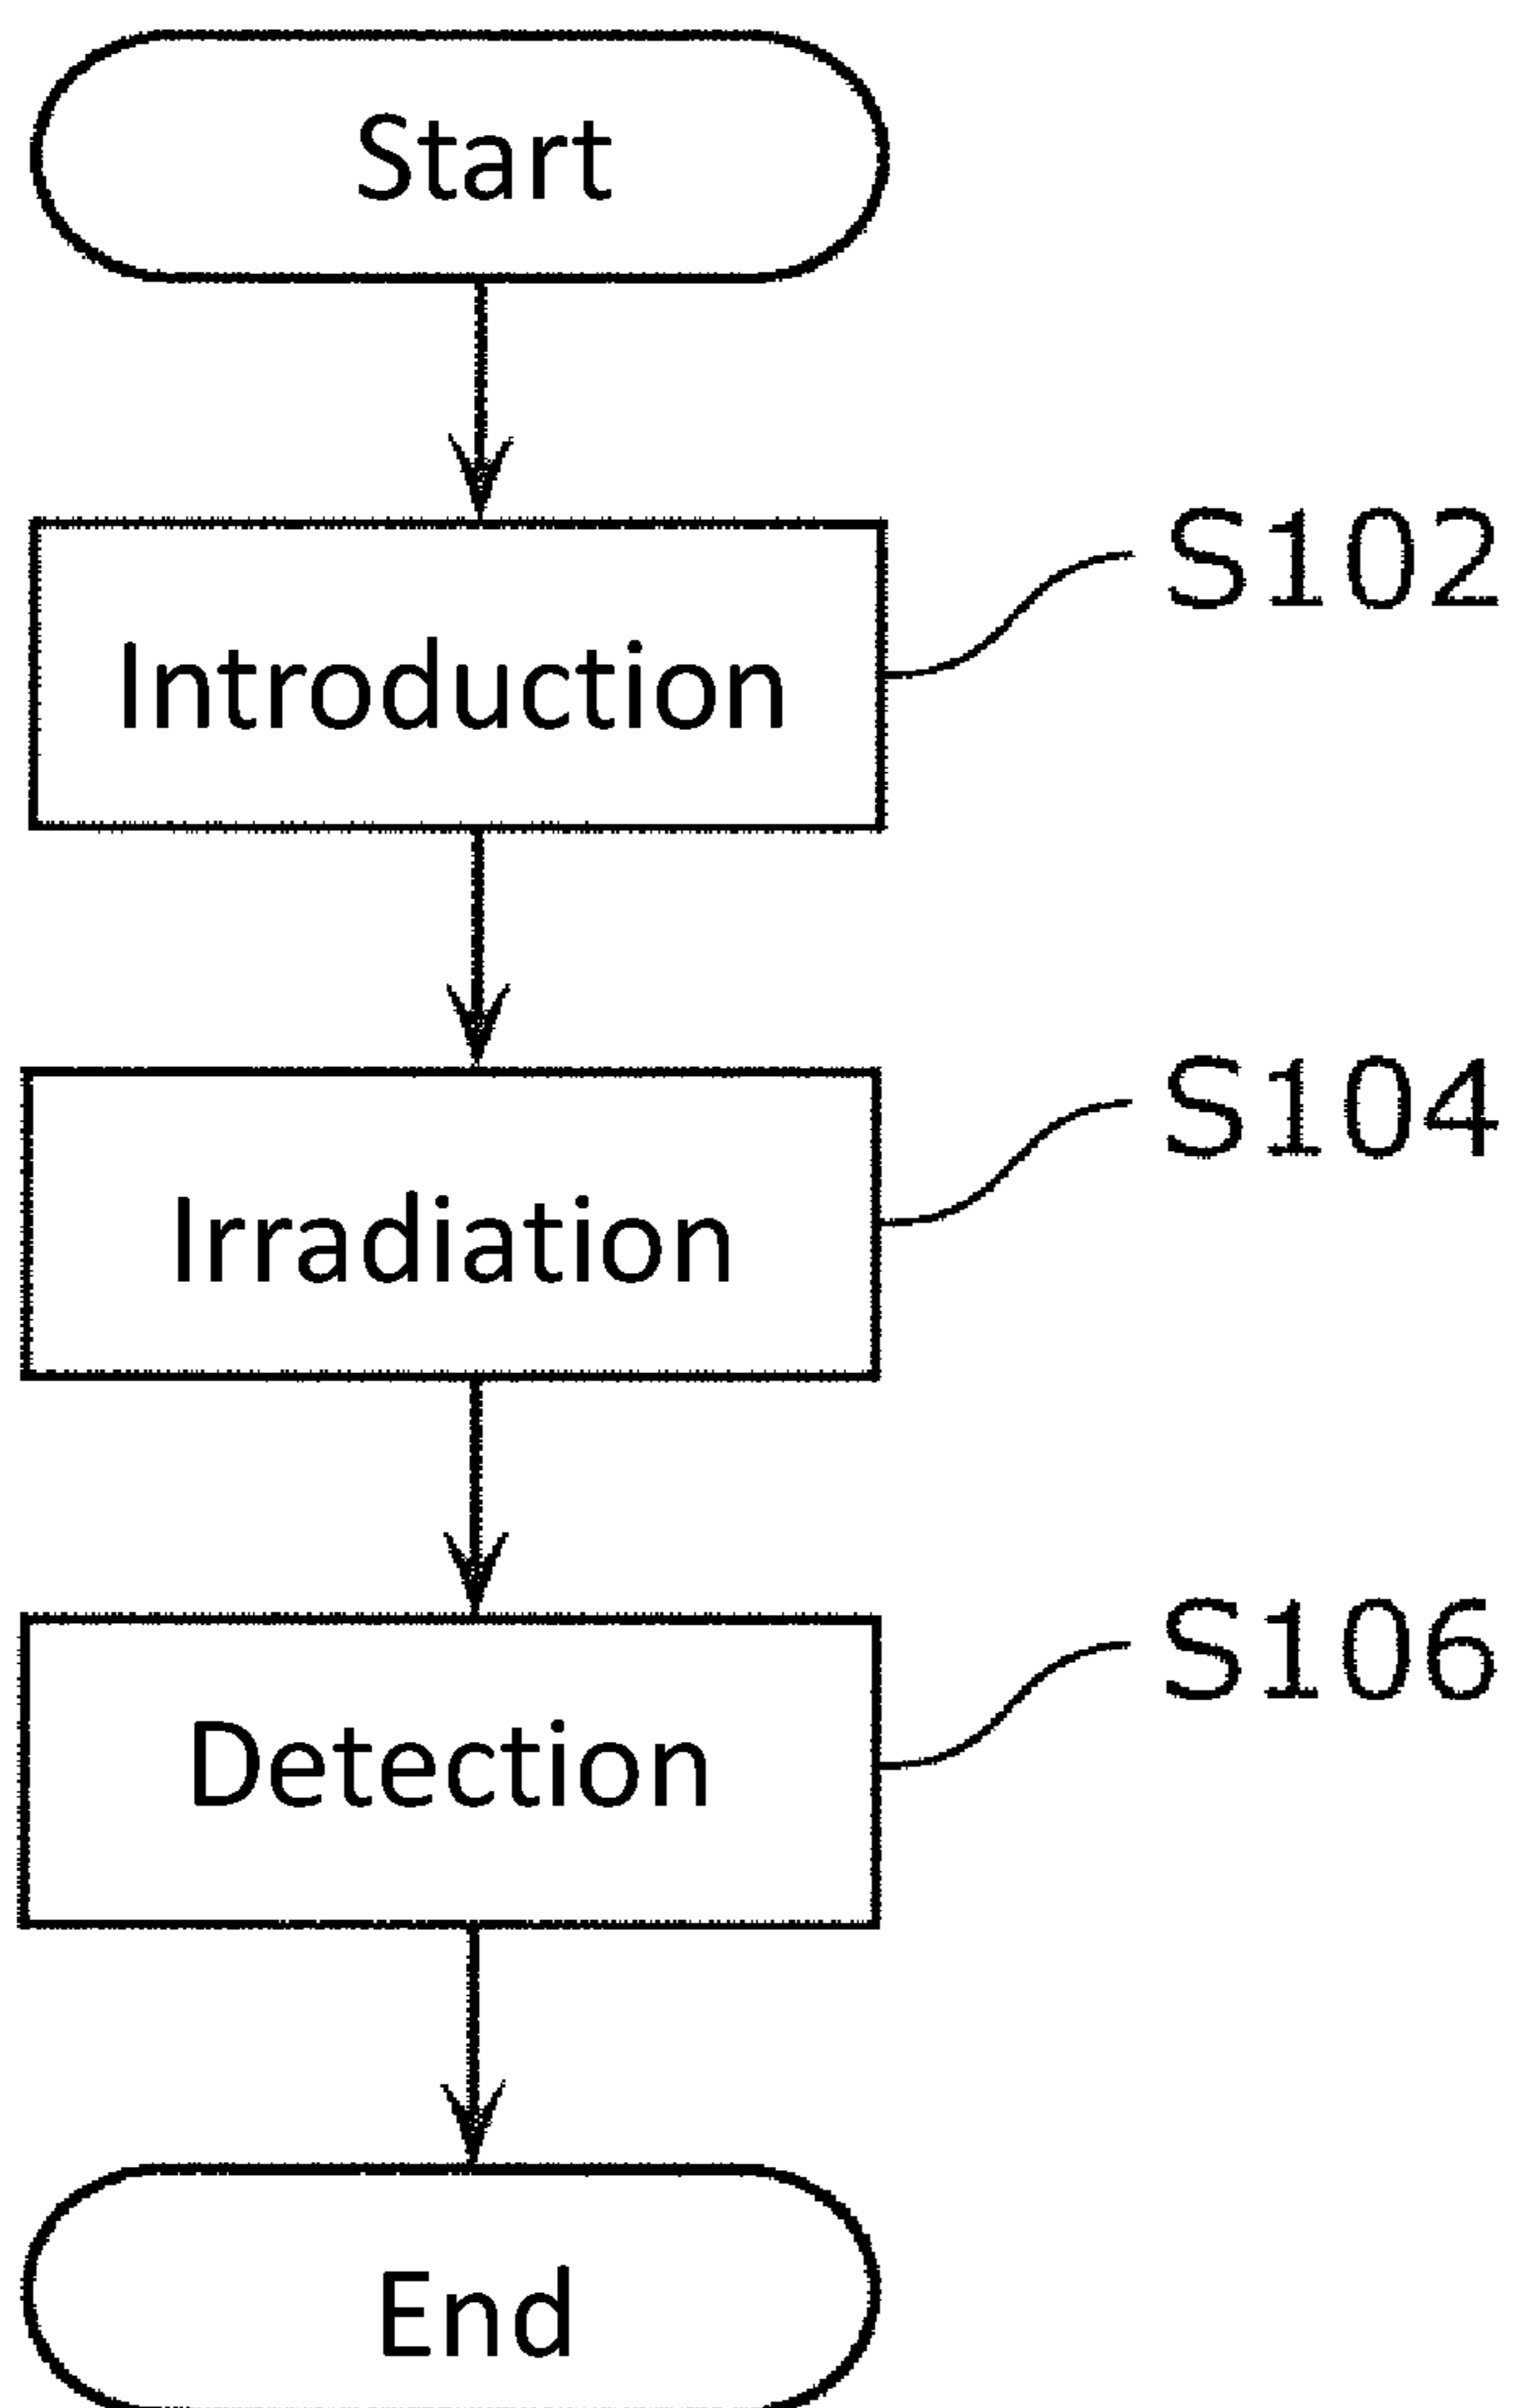 Start
Introduction
S102
Irradiation
S104
Detection
S106
End